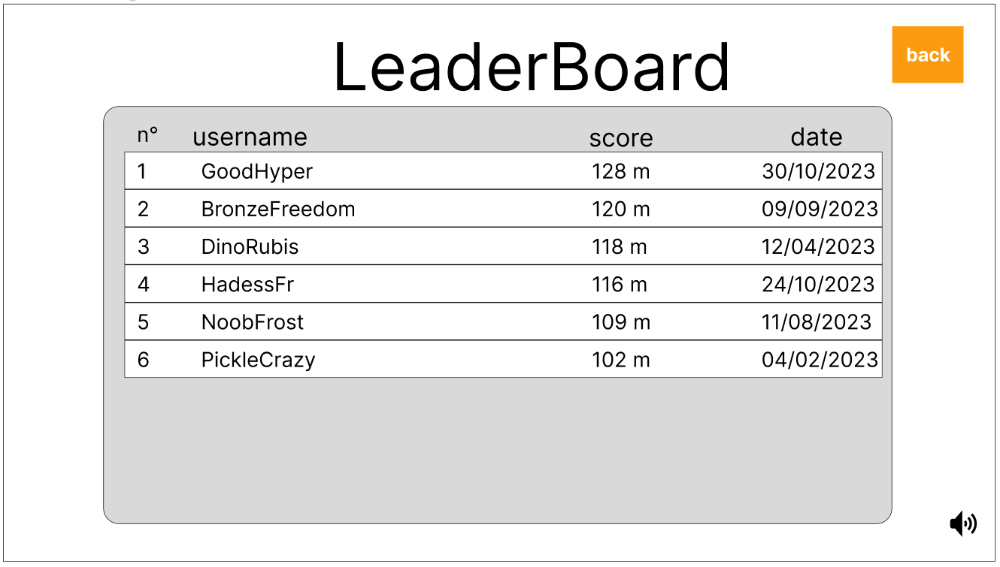 LeaderBoard
back
n° username score date
1 GoodHyper 128 m 30/10/2023
2 BronzeFreedom 120 m 09/09/2023
3 DinoRubis 118 m 12/04/2023
4 HadessFr 116 m 24/10/2023
5 NoobFrost 109 m 11/08/2023
6 PickleCrazy 102 m 04/02/2023